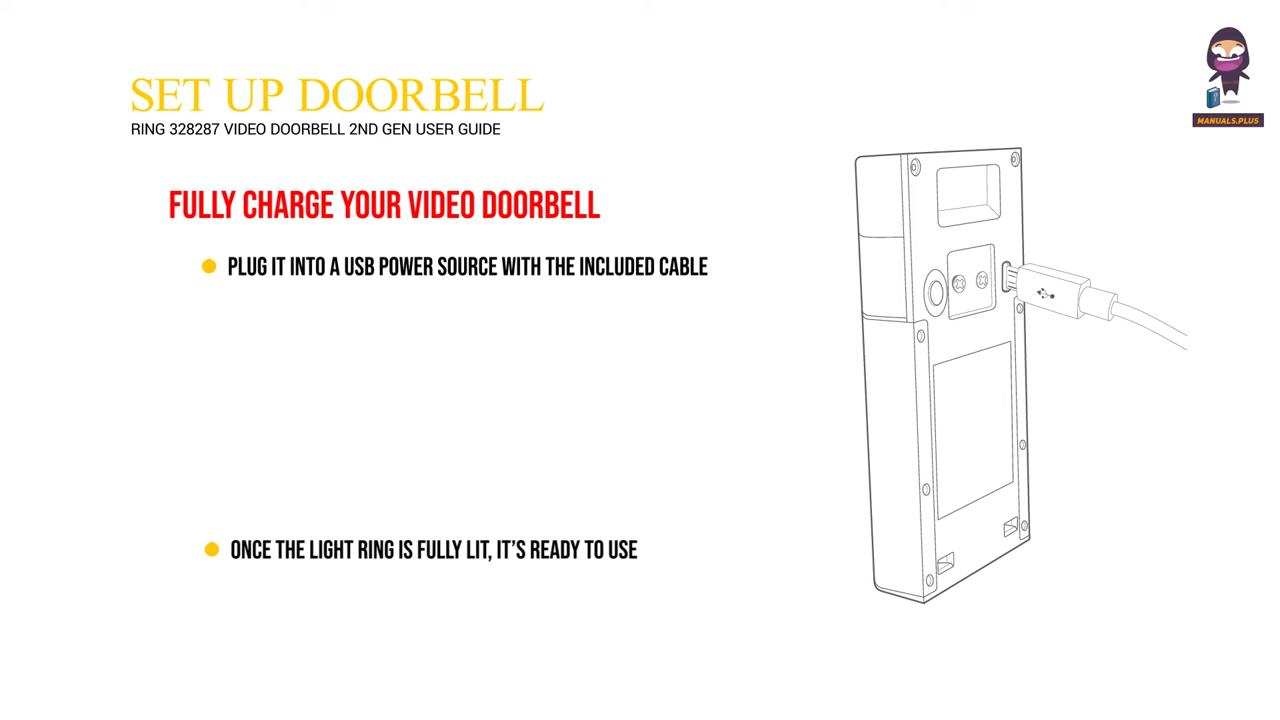 SET UP DOORBELL
RING 328287 VIDEO DOORBELL 2ND GEN USER GUIDE
MANUALS.PLUS
FULLY CHARGE YOUR VIDEO DOORBELL
PLUG IT INTO A USB POWER SOURCE WITH THE INCLUDED CABLE
ONCE THE LIGHT RING IS FULLY LIT, IT'S READY TO USE